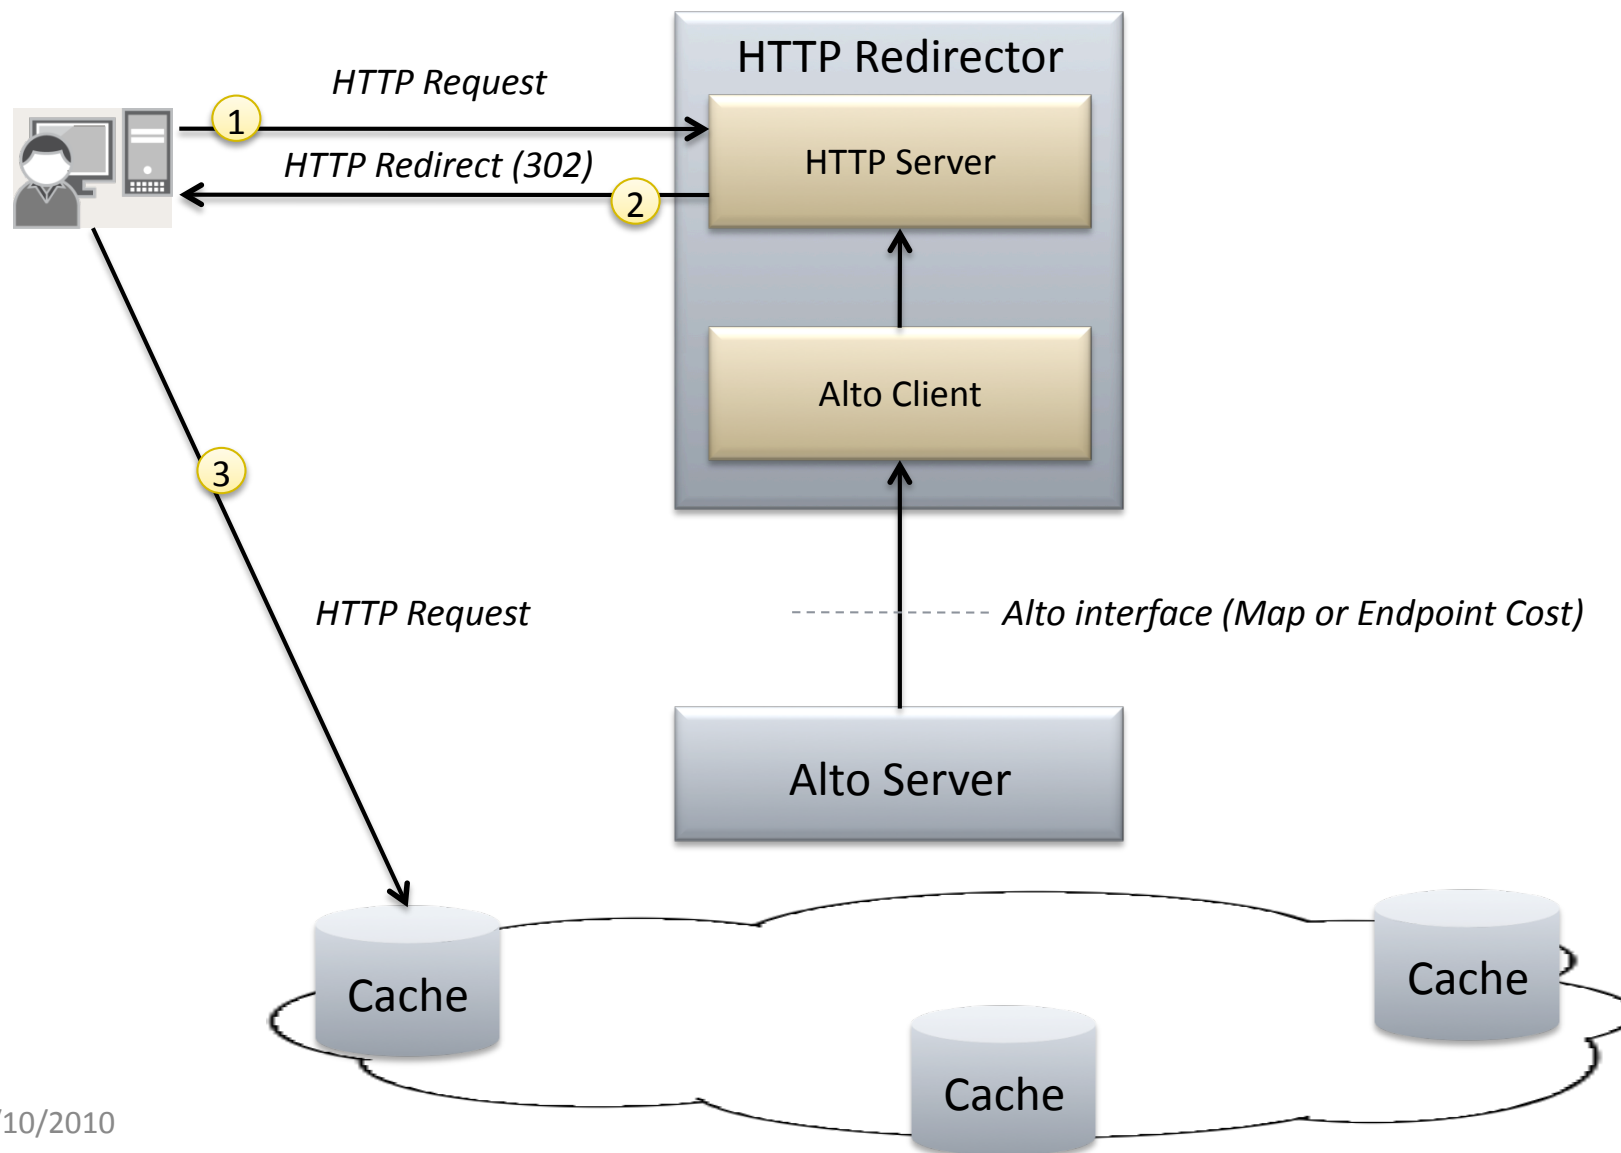 HTTP Redirector
HTTP Request
1
HTTP Server
HTTP Redirect (302)
2
Alto Client
3
HTTP Request
Alto interface (Map or Endpoint Cost)
Alto Server
Cache
Cache
Cache
/10/2010